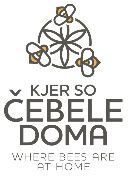 KJER SO
ČEBELE
DOMA
WHERE BEES ARE
AT HOME